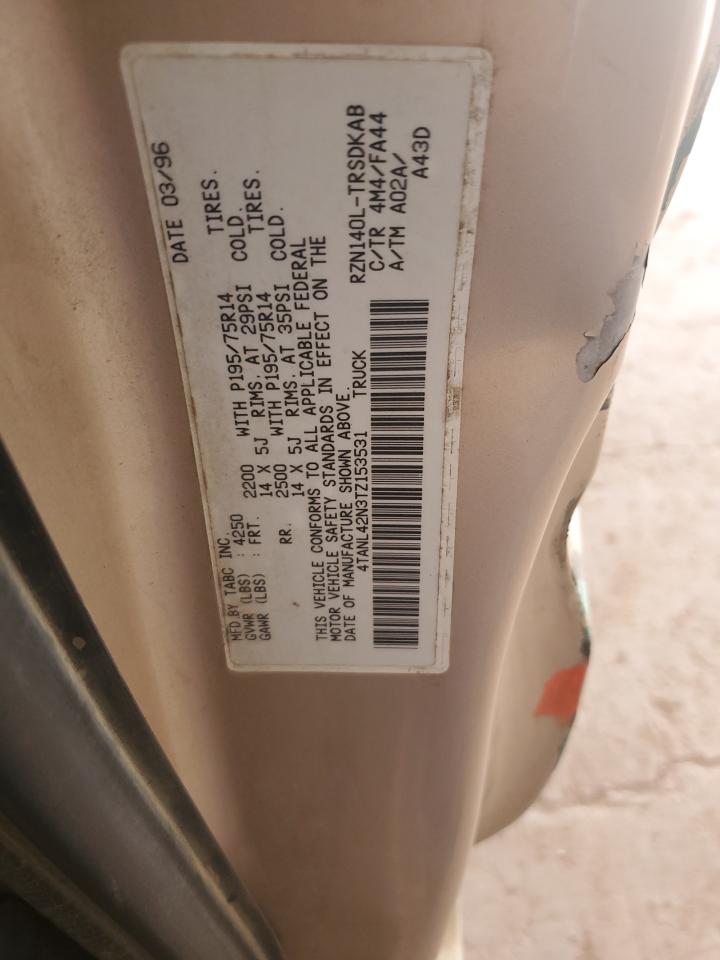 MFD.BY TABC INC. DATE 03/96
GVWR (LBS) : 4250
GAWR (LBS) : FRT. 2200 WITH P195/75R14 TIRES.
14 X 5J RIMS. AT 29PSI COLD.
RR. 2500 WITH P195/75R14 TIRES.
14 X 5J RIMS. AT 35PSI COLD.
THIS VEHICLE CONFORMS TO ALL APPLICABLE FEDERAL
MOTOR VEHICLE SAFETY STANDARDS IN EFFECT ON THE
DATE OF MANUFACTURE SHOWN ABOVE.
4TANL42N3TZ153531 TRUCK
RZN140L-TRSDKAB
C/TR 4M4/FA44
A/TM A02A/
A43D